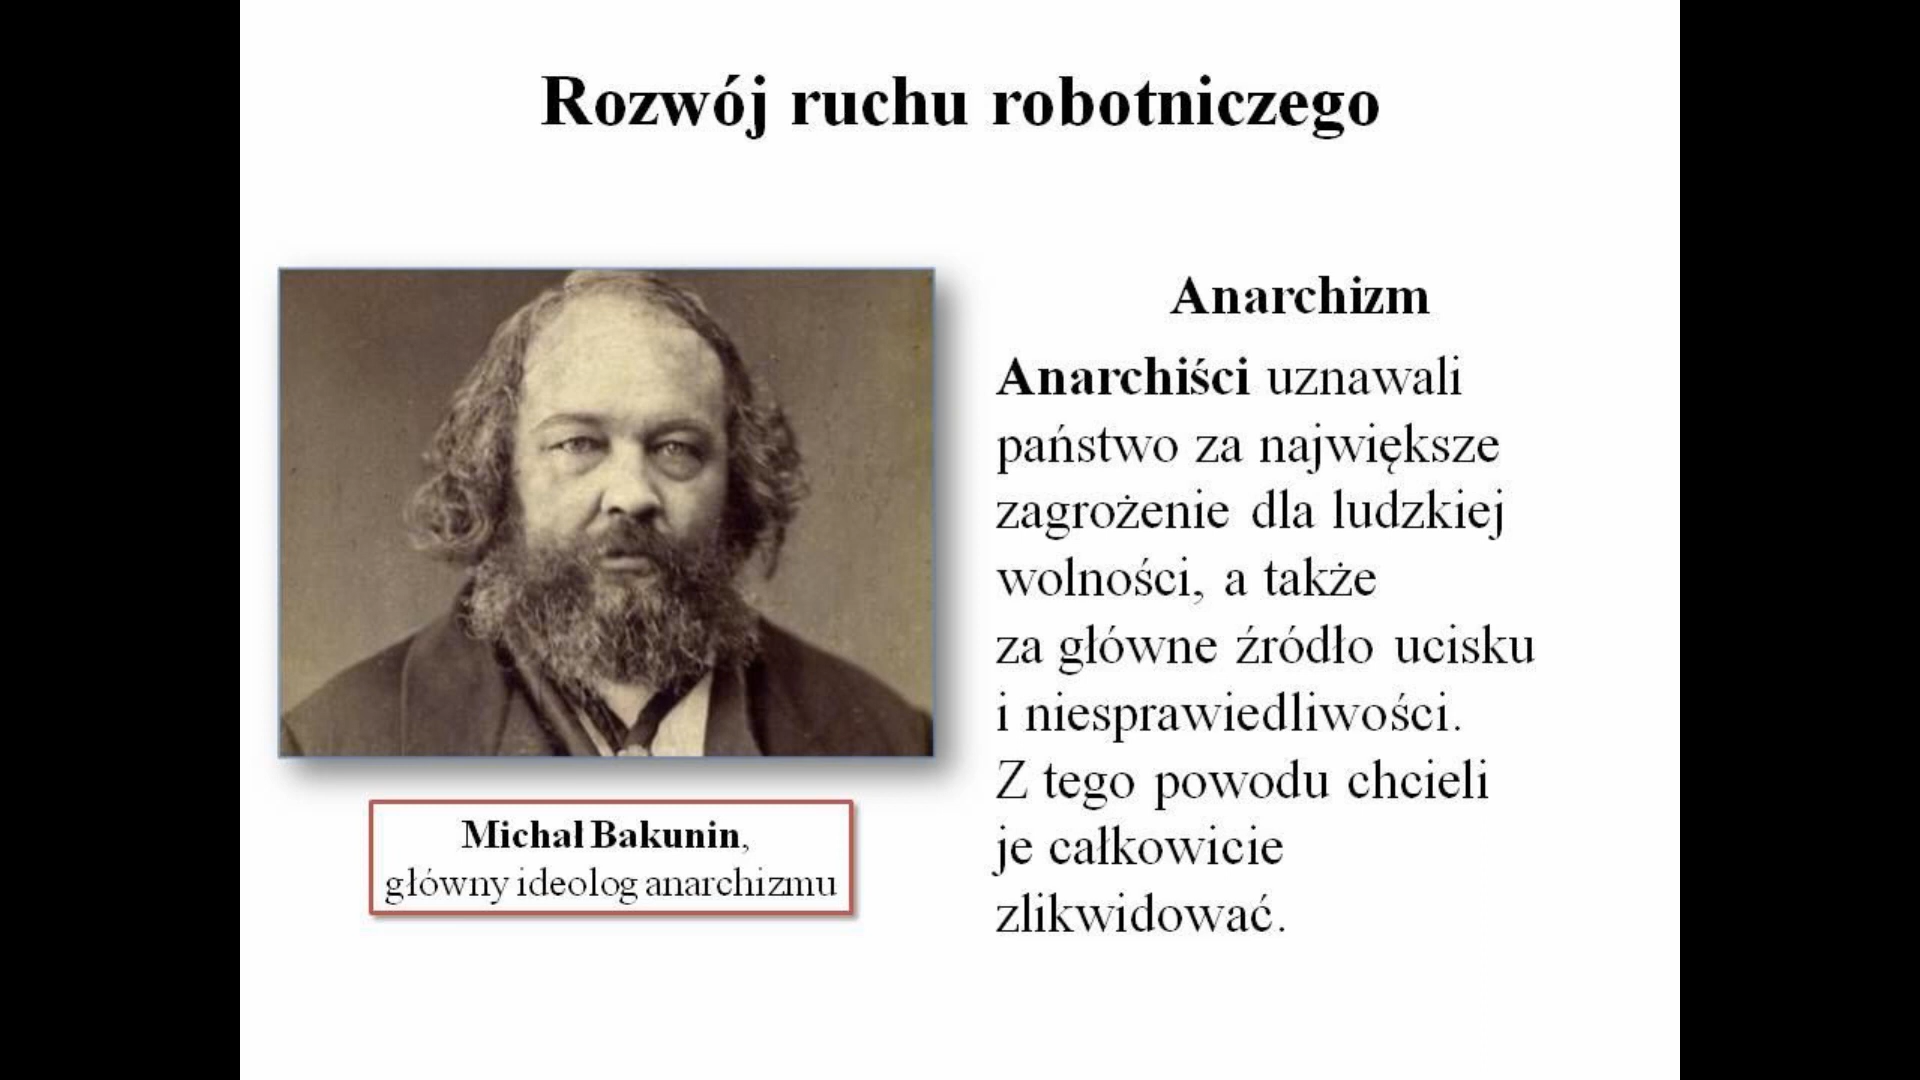 Rozwój ruchu robotniczego
Anarchizm
Anarchiści uznawali
państwo za największe
zagrożenie dla ludzkiej
wolności, a także
za główne źródło ucisku
i niesprawiedliwości.
Z tego powodu chcieli
je całkowicie
zlikwidować.
Michał Bakunin,
główny ideolog anarchizmu